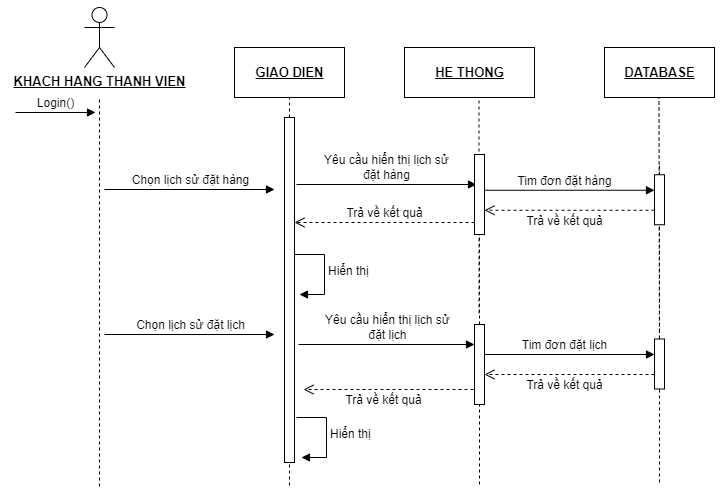 KHACH HANG THANH VIEN
GIAO DIEN
HE THONG
DATABASE
Login()
Chọn lịch sử đặt hàng
Yêu cầu hiển thị lịch sử
đặt hàng
Tim đơn đặt hàng
Trả về kết quả
Trả về kết quả
Hiển thị
Chọn lịch sử đặt lịch
Yêu cầu hiển thị lịch sử
đặt lịch
Tim đơn đặt lịch
Trả về kết quả
Trả về kết quả
Hiển thị